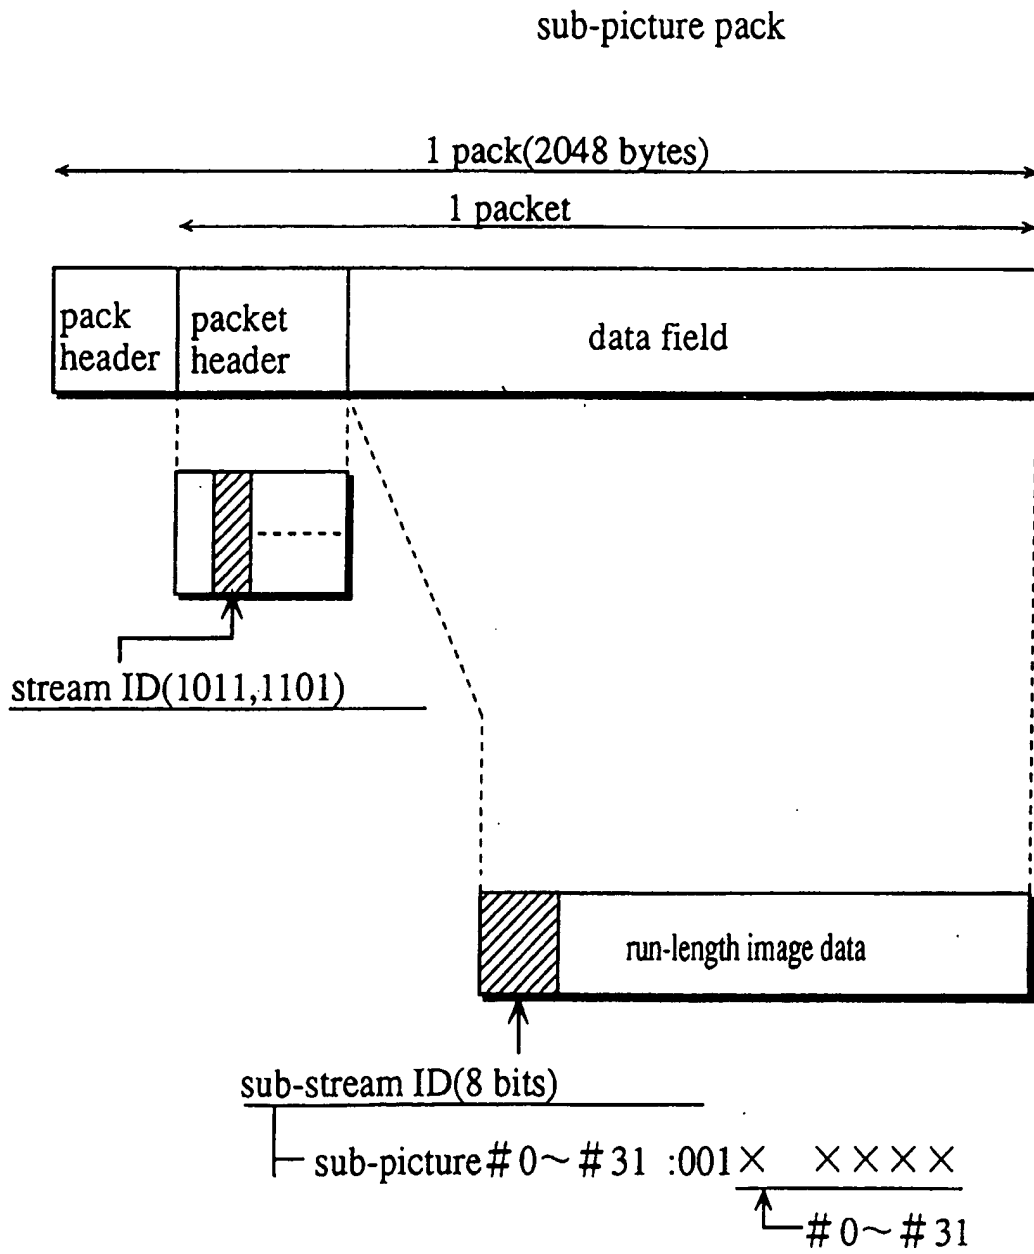 sub-picture pack
1 pack(2048 bytes)
1 packet
pack header
packet header
data field
stream ID(1011,1101)
run-length image data
sub-stream ID(8 bits)
sub-picture#0~#31 :001× ××××
#0~#31